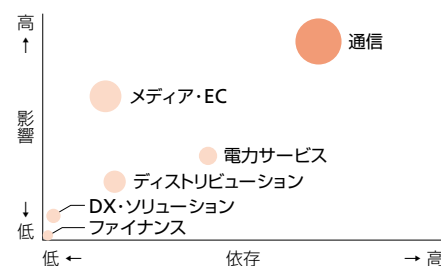 高
↑
通信
メディア・EC
影響
電力サービス
ディストリビューション
↓
DX・ソリューション
低
ファイナンス
低 ← 依存 → 高